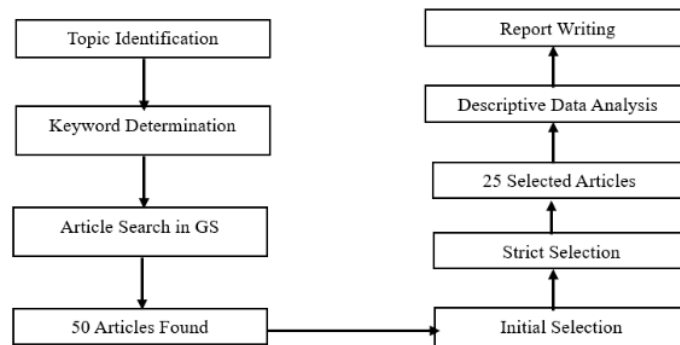 Topic Identification
Keyword Determination
Article Search in GS
50 Articles Found
Initial Selection
Strict Selection
25 Selected Articles
Descriptive Data Analysis
Report Writing